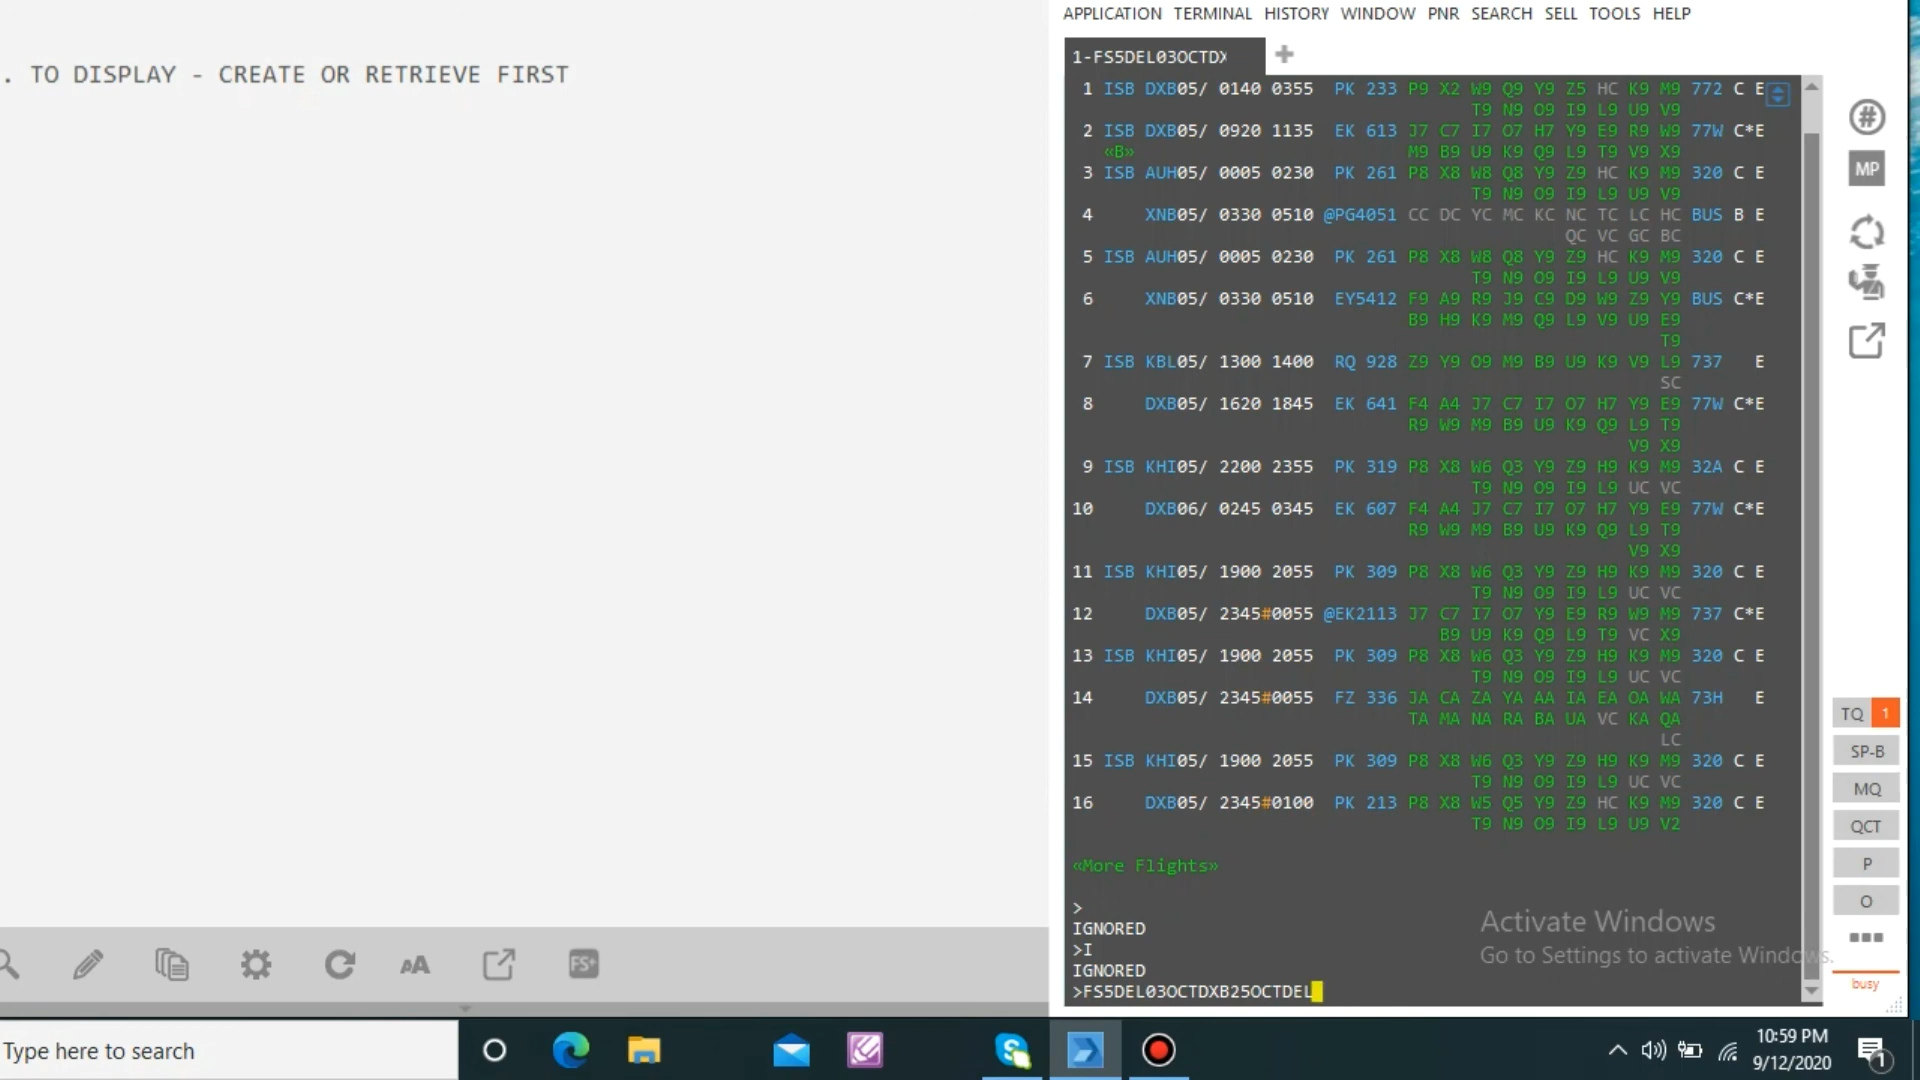 APPLICATION TERMINAL HISTORY WINDOW PNR SEARCH SELL TOOLS HELP
. TO DISPLAY - CREATE OR RETRIEVE FIRST
1-FS5DEL03OCTDX
1 ISB DXB05/ 0140 0355 PK 233 P9 X2 W9 Q9 Y9 Z5 HC K9 M9 772 C E
T9 N9 O9 I9 L9 U9 V9
2 ISB DXB05/ 0920 1135 EK 613 J7 C7 I7 O7 H7 Y9 E9 R9 W9 77W C*E
«B» M9 B9 U9 K9 Q9 L9 T9 V9 X9
3 ISB AUH05/ 0005 0230 PK 261 P8 X8 W8 Q8 Y9 Z9 HC K9 M9 320 C E
T9 N9 O9 I9 L9 U9 V9
4 XNB05/ 0330 0510 @PG4051 CC DC YC MC KC NC TC LC HC BUS B E
QC VC GC BC
5 ISB AUH05/ 0005 0230 PK 261 P8 X8 W8 Q8 Y9 Z9 HC K9 M9 320 C E
T9 N9 O9 I9 L9 U9 V9
6 XNB05/ 0330 0510 EY5412 F9 A9 R9 J9 C9 D9 W9 Z9 Y9 BUS C*E
B9 H9 K9 M9 Q9 L9 V9 U9 E9
T9
7 ISB KBL05/ 1300 1400 RQ 928 Z9 Y9 O9 M9 B9 U9 K9 V9 L9 737 E
SC
8 DXB05/ 1620 1845 EK 641 F4 A4 J7 C7 I7 O7 H7 Y9 E9 77W C*E
R9 W9 M9 B9 U9 K9 Q9 L9 T9
V9 X9
9 ISB KHI05/ 2200 2355 PK 319 P8 X8 W6 Q3 Y9 Z9 H9 K9 M9 32A C E
T9 N9 O9 I9 L9 UC VC
10 DXB06/ 0245 0345 EK 607 F4 A4 J7 C7 I7 O7 H7 Y9 E9 77W C*E
R9 W9 M9 B9 U9 K9 Q9 L9 T9
V9 X9
11 ISB KHI05/ 1900 2055 PK 309 P8 X8 W6 Q3 Y9 Z9 H9 K9 M9 320 C E
T9 N9 O9 I9 L9 UC VC
12 DXB05/ 2345#0055 @EK2113 J7 C7 I7 O7 Y9 E9 R9 W9 M9 737 C*E
B9 U9 K9 Q9 L9 T9 VC X9
13 ISB KHI05/ 1900 2055 PK 309 P8 X8 W6 Q3 Y9 Z9 H9 K9 M9 320 C E
T9 N9 O9 I9 L9 UC VC
14 DXB05/ 2345#0055 FZ 336 JA CA ZA YA AA IA EA OA WA 73H E
TA MA NA RA BA UA VC KA QA
LC
15 ISB KHI05/ 1900 2055 PK 309 P8 X8 W6 Q3 Y9 Z9 H9 K9 M9 320 C E
T9 N9 O9 I9 L9 UC VC
16 DXB05/ 2345#0100 PK 213 P8 X8 W5 Q5 Y9 Z9 HC K9 M9 320 C E
T9 N9 O9 I9 L9 U9 V2
«More Flights»
>
IGNORED
>I
IGNORED
>FS5DEL03OCTDXB25OCTDEL
Activate Windows
Go to Settings to activate Windows.
#
MP
TQ 1
SP-B
MQ
QCT
P
O
busy
AA
FS+
Type here to search
10:59 PM
9/12/2020
1